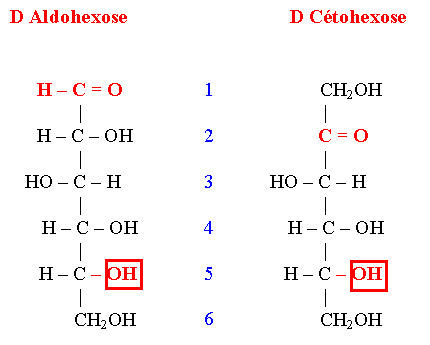 D Aldohexose D Cétohexose
H – C = O 1 CH2OH
| |
H – C – OH 2 C = O
| |
HO – C – H 3 HO – C – H
| |
H – C – OH 4 H – C – OH
| |
H – C – OH 5 H – C – OH
| |
CH2OH 6 CH2OH